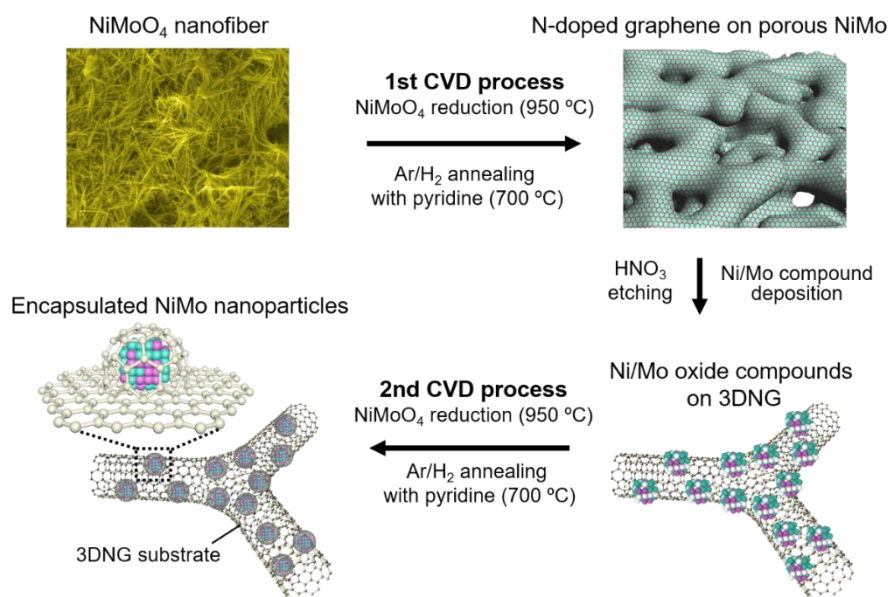 NiMoO₄ nanofiber
N-doped graphene on porous NiMo
1st CVD process
NiMoO₄ reduction (950 ºC)
Ar/H₂ annealing
with pyridine (700 ºC)
HNO₃
etching
Ni/Mo compound
deposition
Encapsulated NiMo nanoparticles
2nd CVD process
NiMoO₄ reduction (950 ºC)
Ar/H₂ annealing
with pyridine (700 ºC)
Ni/Mo oxide compounds
on 3DNG
3DNG substrate